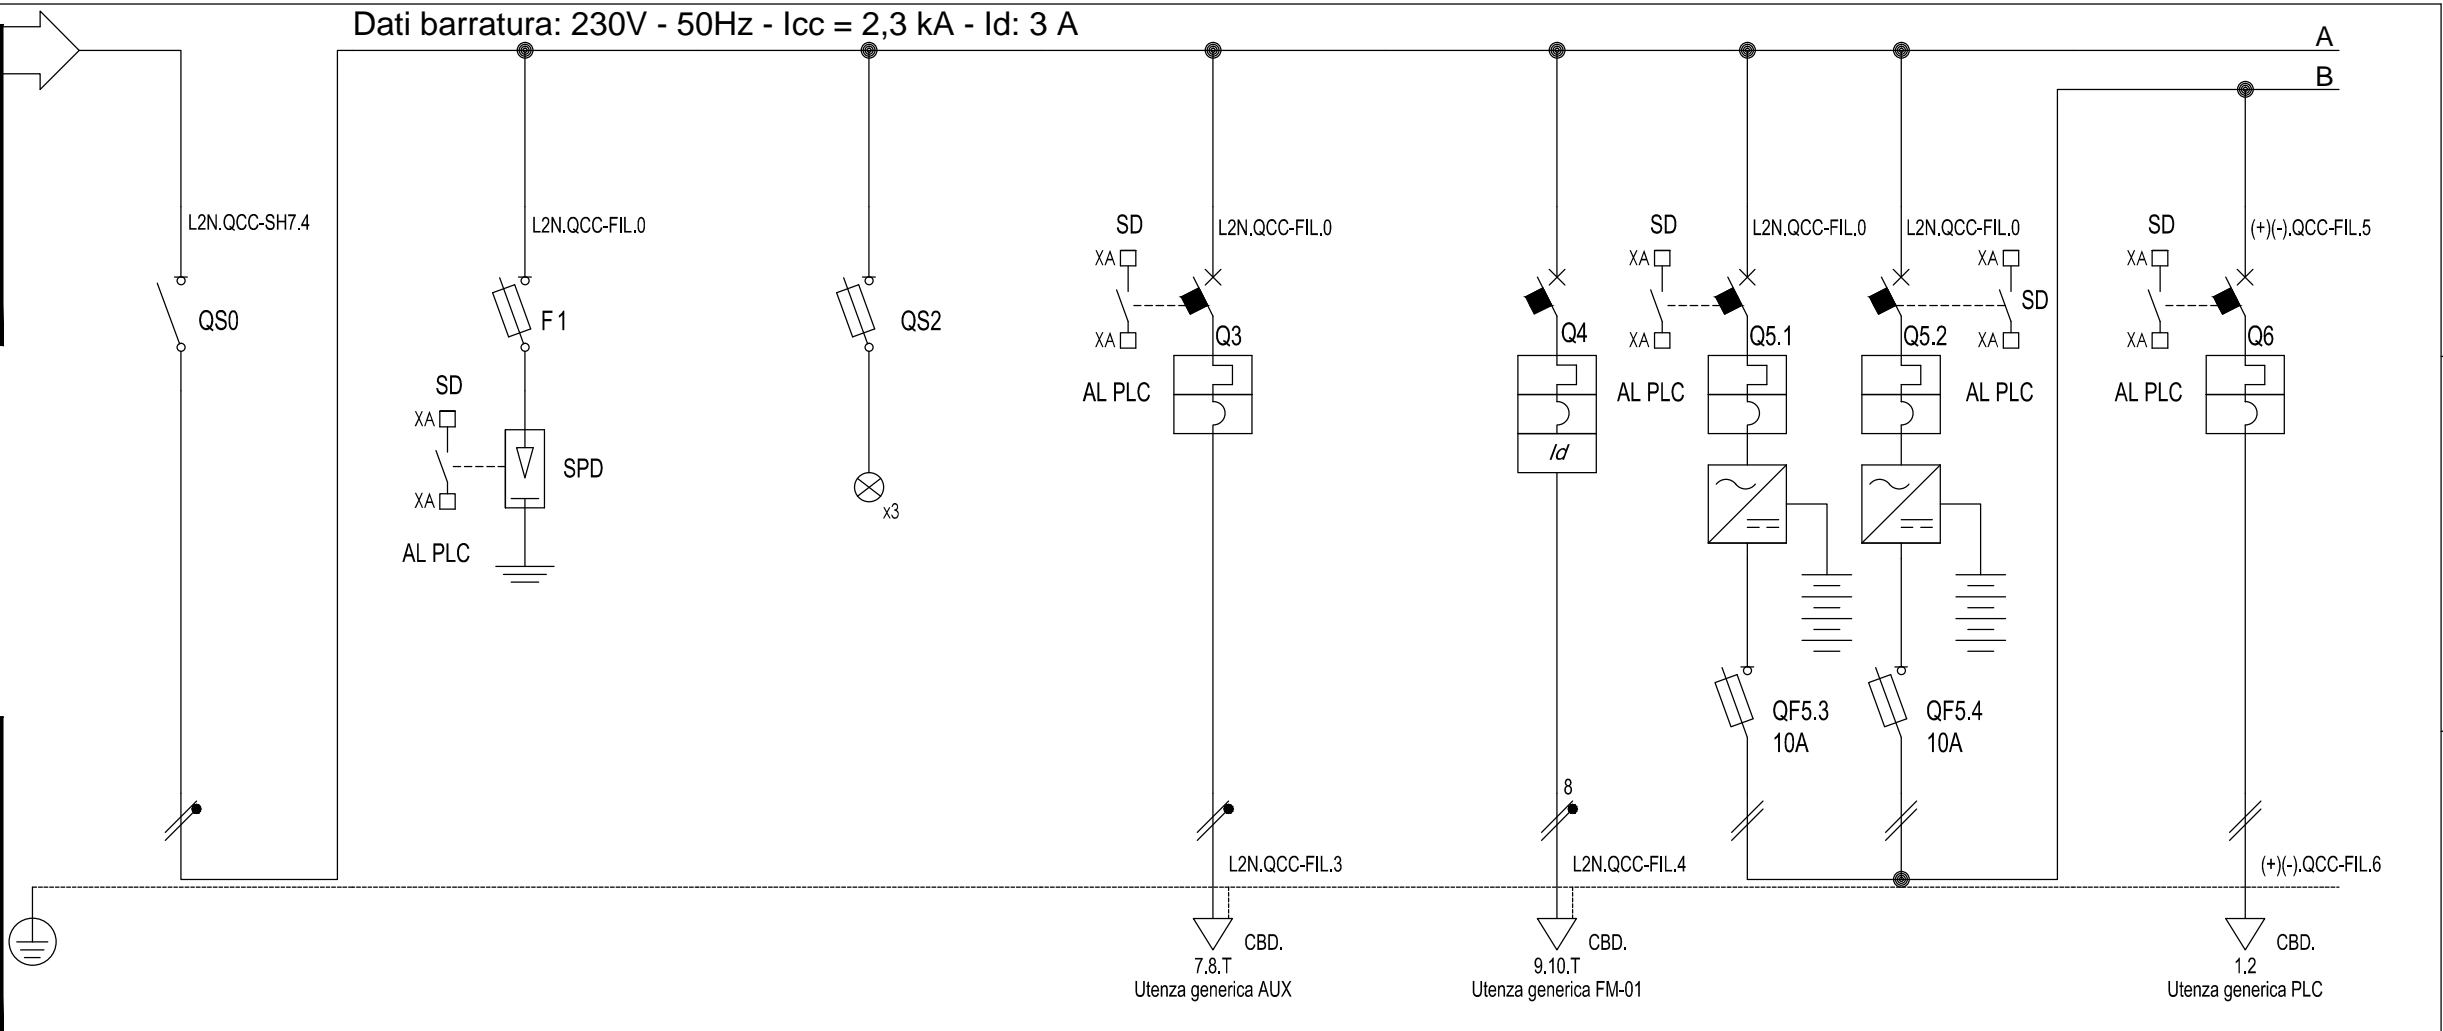 Dati barratura: 230V - 50Hz - Icc = 2,3 kA - Id: 3 A
A
B
L2N.QCC-SH7.4
QS0
L2N.QCC-FIL.0
F1
SD
XA
XA
SPD
AL PLC
QS2
x3
SD
XA
XA
L2N.QCC-FIL.0
Q3
AL PLC
L2N.QCC-FIL.3
CBD.
7.8.T
Utenza generica AUX
Q4
Id
8
L2N.QCC-FIL.4
CBD.
9.10.T
Utenza generica FM-01
SD
XA
XA
L2N.QCC-FIL.0
Q5.1
AL PLC
QF5.3
10A
L2N.QCC-FIL.0
XA
SD
XA
Q5.2
AL PLC
QF5.4
10A
SD
XA
XA
(+)(-).QCC-FIL.5
Q6
AL PLC
(+)(-).QCC-FIL.6
CBD.
1.2
Utenza generica PLC